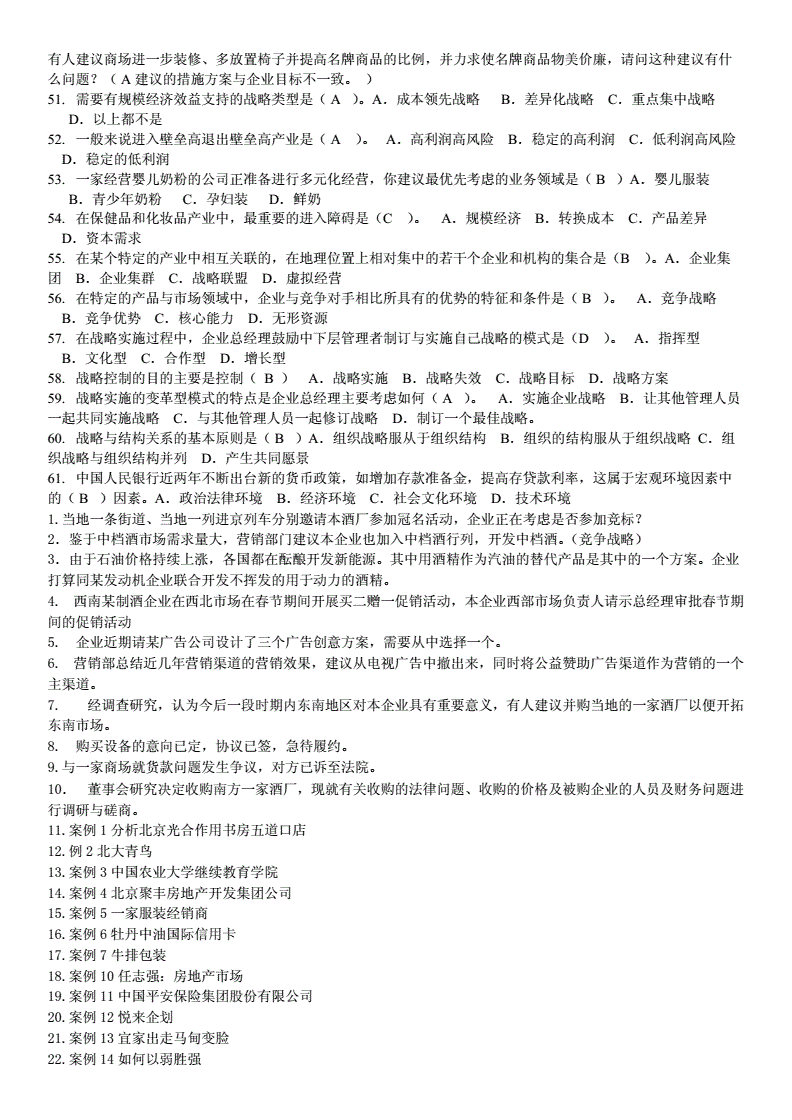 有人建议商场进一步装修、多放置椅子并提高名牌商品的比例，并力求使名牌商品物美价廉，请问这种建议有什
么问题？（ A 建议的措施方案与企业目标不一致。 ）
51. 需要有规模经济效益支持的战略类型是（ A ）。A．成本领先战略 B．差异化战略 C．重点集中战略
D．以上都不是
52. 一般来说进入壁垒高退出壁垒高产业是（ A ）。 A．高利润高风险 B．稳定的高利润 C．低利润高风险
D．稳定的低利润
53. 一家经营婴儿奶粉的公司正准备进行多元化经营，你建议最优先考虑的业务领域是（ B ）A．婴儿服装
B．青少年奶粉 C．孕妇装 D．鲜奶
54. 在保健品和化妆品产业中，最重要的进入障碍是（C ）。 A．规模经济 B．转换成本 C．产品差异
D．资本需求
55. 在某个特定的产业中相互关联的，在地理位置上相对集中的若干个企业和机构的集合是（B ）。A．企业集
团 B．企业集群 C．战略联盟 D．虚拟经营
56. 在特定的产品与市场领域中，企业与竞争对手相比所具有的优势的特征和条件是（ B ）。 A．竞争战略
B．竞争优势 C．核心能力 D．无形资源
57. 在战略实施过程中，企业总经理鼓励中下层管理者制订与实施自己战略的模式是（D ）。 A．指挥型
B．文化型 C．合作型 D．增长型
58. 战略控制的目的主要是控制（ B ） A．战略实施 B．战略失效 C．战略目标 D．战略方案
59. 战略实施的变革型模式的特点是企业总经理主要考虑如何（ A ）。 A．实施企业战略 B．让其他管理人员
一起共同实施战略 C．与其他管理人员一起修订战略 D．制订一个最佳战略。
60. 战略与结构关系的基本原则是（ B ）A．组织战略服从于组织结构 B．组织的结构服从于组织战略 C．组
织战略与组织结构并列 D．产生共同愿景
61. 中国人民银行近两年不断出台新的货币政策，如增加存款准备金，提高存贷款利率，这属于宏观环境因素中
的（ B ）因素。A．政治法律环境 B．经济环境 C．社会文化环境 D．技术环境
1.当地一条街道、当地一列进京列车分别邀请本酒厂参加冠名活动，企业正在考虑是否参加竞标？
2．鉴于中档酒市场需求量大，营销部门建议本企业也加入中档酒行列，开发中档酒。（竞争战略）
3．由于石油价格持续上涨，各国都在酝酿开发新能源。其中用酒精作为汽油的替代产品是其中的一个方案。企业
打算同某发动机企业联合开发不挥发的用于动力的酒精。
4. 西南某制酒企业在西北市场在春节期间开展买二赠一促销活动，本企业西部市场负责人请示总经理审批春节期
间的促销活动
5. 企业近期请某广告公司设计了三个广告创意方案，需要从中选择一个。
6. 营销部总结近几年营销渠道的营销效果，建议从电视广告中撤出来，同时将公益赞助广告渠道作为营销的一个
主渠道。
7. 经调查研究，认为今后一段时期内东南地区对本企业具有重要意义，有人建议并购当地的一家酒厂以便开拓
东南市场。
8. 购买设备的意向已定，协议已签，急待履约。
9.与一家商场就货款问题发生争议，对方已诉至法院。
10. 董事会研究决定收购南方一家酒厂，现就有关收购的法律问题、收购的价格及被购企业的人员及财务问题进
行调研与磋商。
11.案例 1 分析北京光合作用书房五道口店
12.例 2 北大青鸟
13.案例 3 中国农业大学继续教育学院
14.案例 4 北京聚丰房地产开发集团公司
15.案例 5 一家服装经销商
16.案例 6 牡丹中油国际信用卡
17.案例 7 牛排包装
18.案例 10 任志强：房地产市场
19.案例 11 中国平安保险集团股份有限公司
20.案例 12 悦来企划
21.案例 13 宜家出走马甸变脸
22.案例 14 如何以弱胜强